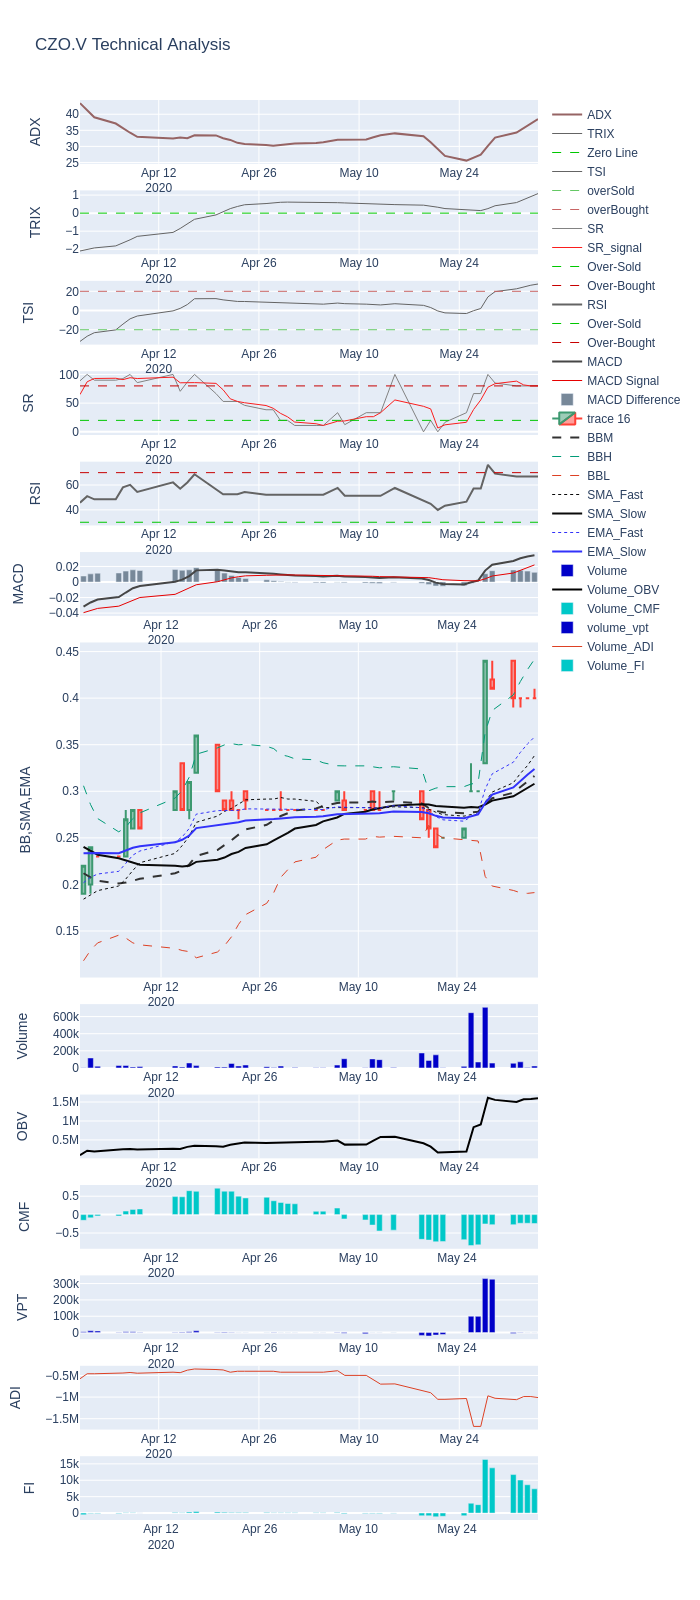 CZO.V Technical Analysis
ADX
40
35
30
25
Apr 12
2020
Apr 26
May 10
May 24
TRIX
1
0
−1
−2
Apr 12
2020
Apr 26
May 10
May 24
TSI
20
0
−20
Apr 12
2020
Apr 26
May 10
May 24
SR
100
50
0
Apr 12
2020
Apr 26
May 10
May 24
RSI
60
40
Apr 12
2020
Apr 26
May 10
May 24
MACD
0.02
0
−0.02
−0.04
Apr 12
2020
Apr 26
May 10
May 24
BB,SMA,EMA
0.45
0.4
0.35
0.3
0.25
0.2
0.15
Apr 12
2020
Apr 26
May 10
May 24
Volume
600k
400k
200k
0
Apr 12
2020
Apr 26
May 10
May 24
OBV
1.5M
1M
0.5M
Apr 12
2020
Apr 26
May 10
May 24
CMF
0.5
0
−0.5
Apr 12
2020
Apr 26
May 10
May 24
VPT
300k
200k
100k
0
Apr 12
2020
Apr 26
May 10
May 24
ADI
−0.5M
−1M
−1.5M
Apr 12
2020
Apr 26
May 10
May 24
FI
15k
10k
5k
0
Apr 12
2020
Apr 26
May 10
May 24
ADX
TRIX
Zero Line
TSI
overSold
overBought
SR
SR_signal
Over-Sold
Over-Bought
RSI
Over-Sold
Over-Bought
MACD
MACD Signal
MACD Difference
trace 16
BBM
BBH
BBL
SMA_Fast
SMA_Slow
EMA_Fast
EMA_Slow
Volume
Volume_OBV
Volume_CMF
volume_vpt
Volume_ADI
Volume_FI